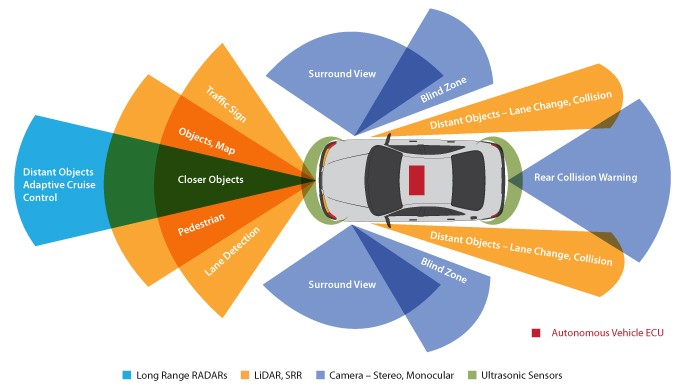 Surround View
Blind Zone
Traffic Sign
Distant Objects – Lane Change, Collision
Objects, Map
Distant Objects
Adaptive Cruise
Control
Closer Objects
Rear Collision Warning
Pedestrian
Lane Detection
Distant Objects – Lane Change, Collision
Blind Zone
Surround View
Autonomous Vehicle ECU
Long Range RADARs
LiDAR, SRR
Camera – Stereo, Monocular
Ultrasonic Sensors